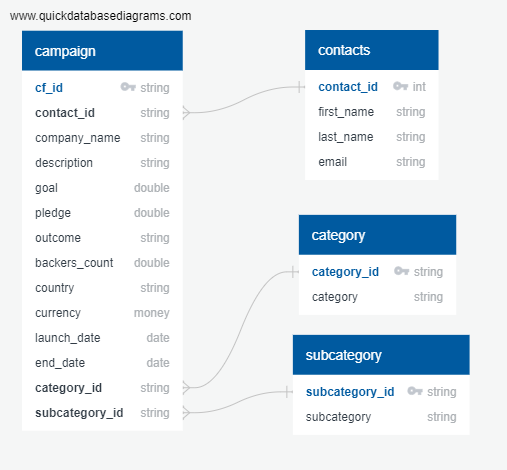 www.quickdatabasediagrams.com
campaign
cf_id string
contact_id string
company_name string
description string
goal double
pledge double
outcome string
backers_count double
country string
currency money
launch_date date
end_date date
category_id string
subcategory_id string
contacts
contact_id int
first_name string
last_name string
email string
category
category_id string
category string
subcategory
subcategory_id string
subcategory string